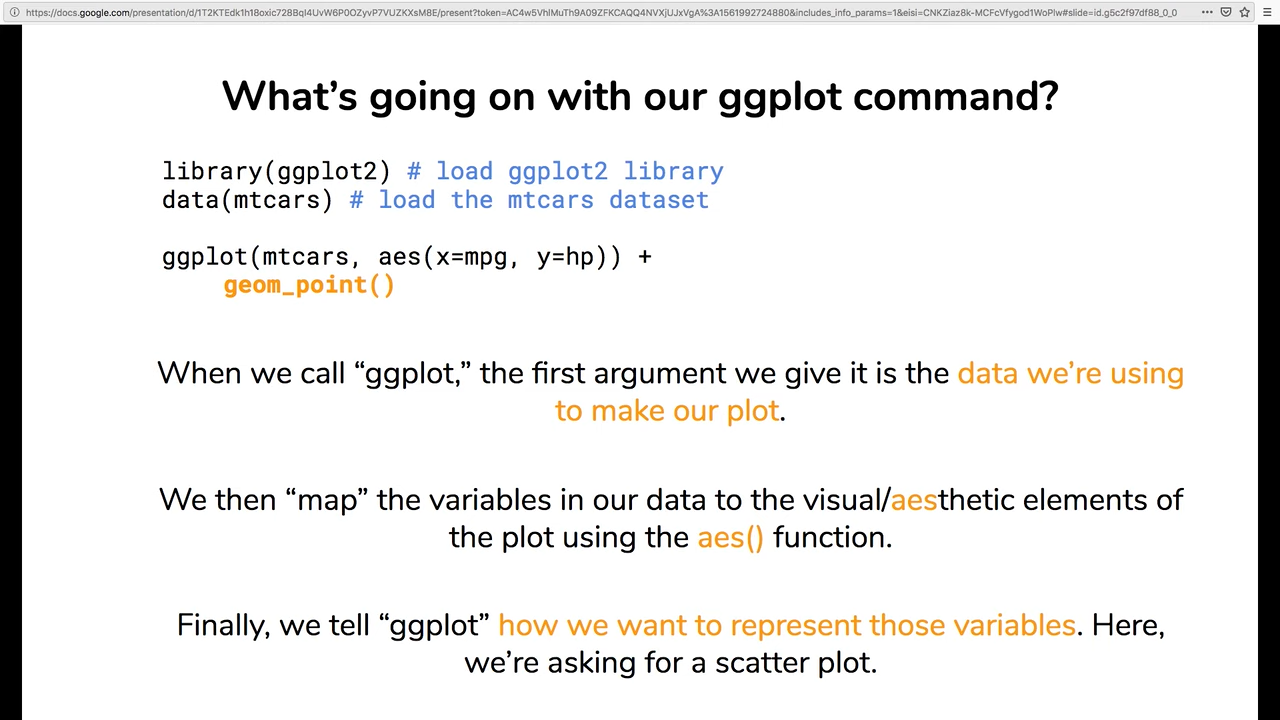 What's going on with our ggplot command?
library(ggplot2) # load ggplot2 library
data(mtcars) # load the mtcars dataset
ggplot(mtcars, aes(x=mpg, y=hp)) +
geom_point()
When we call “ggplot,” the first argument we give it is the data we're using
to make our plot.
We then “map” the variables in our data to the visual/aesthetic elements of
the plot using the aes() function.
Finally, we tell “ggplot” how we want to represent those variables. Here,
we're asking for a scatter plot.